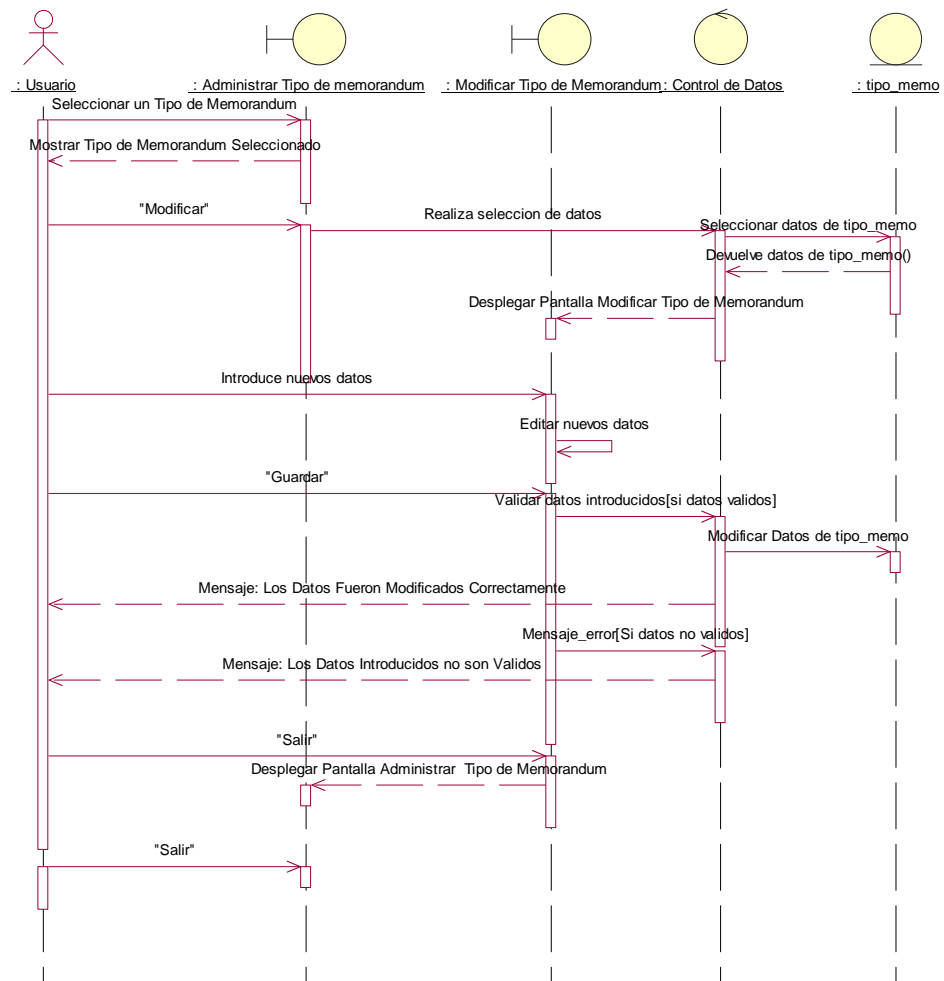 : Usuario
: Administrar Tipo de memorandum
: Modificar Tipo de Memorandum
: Control de Datos
: tipo_memo
Seleccionar un Tipo de Memorandum
Mostrar Tipo de Memorandum Seleccionado
"Modificar"
Realiza seleccion de datos
Seleccionar datos de tipo_memo
Devuelve datos de tipo_memo()
Desplegar Pantalla Modificar Tipo de Memorandum
Introduce nuevos datos
Editar nuevos datos
"Guardar"
Validar datos introducidos[si datos validos]
Modificar Datos de tipo_memo
Mensaje: Los Datos Fueron Modificados Correctamente
Mensaje_error[Si datos no validos]
Mensaje: Los Datos Introducidos no son Validos
"Salir"
Desplegar Pantalla Administrar  Tipo de Memorandum
"Salir"